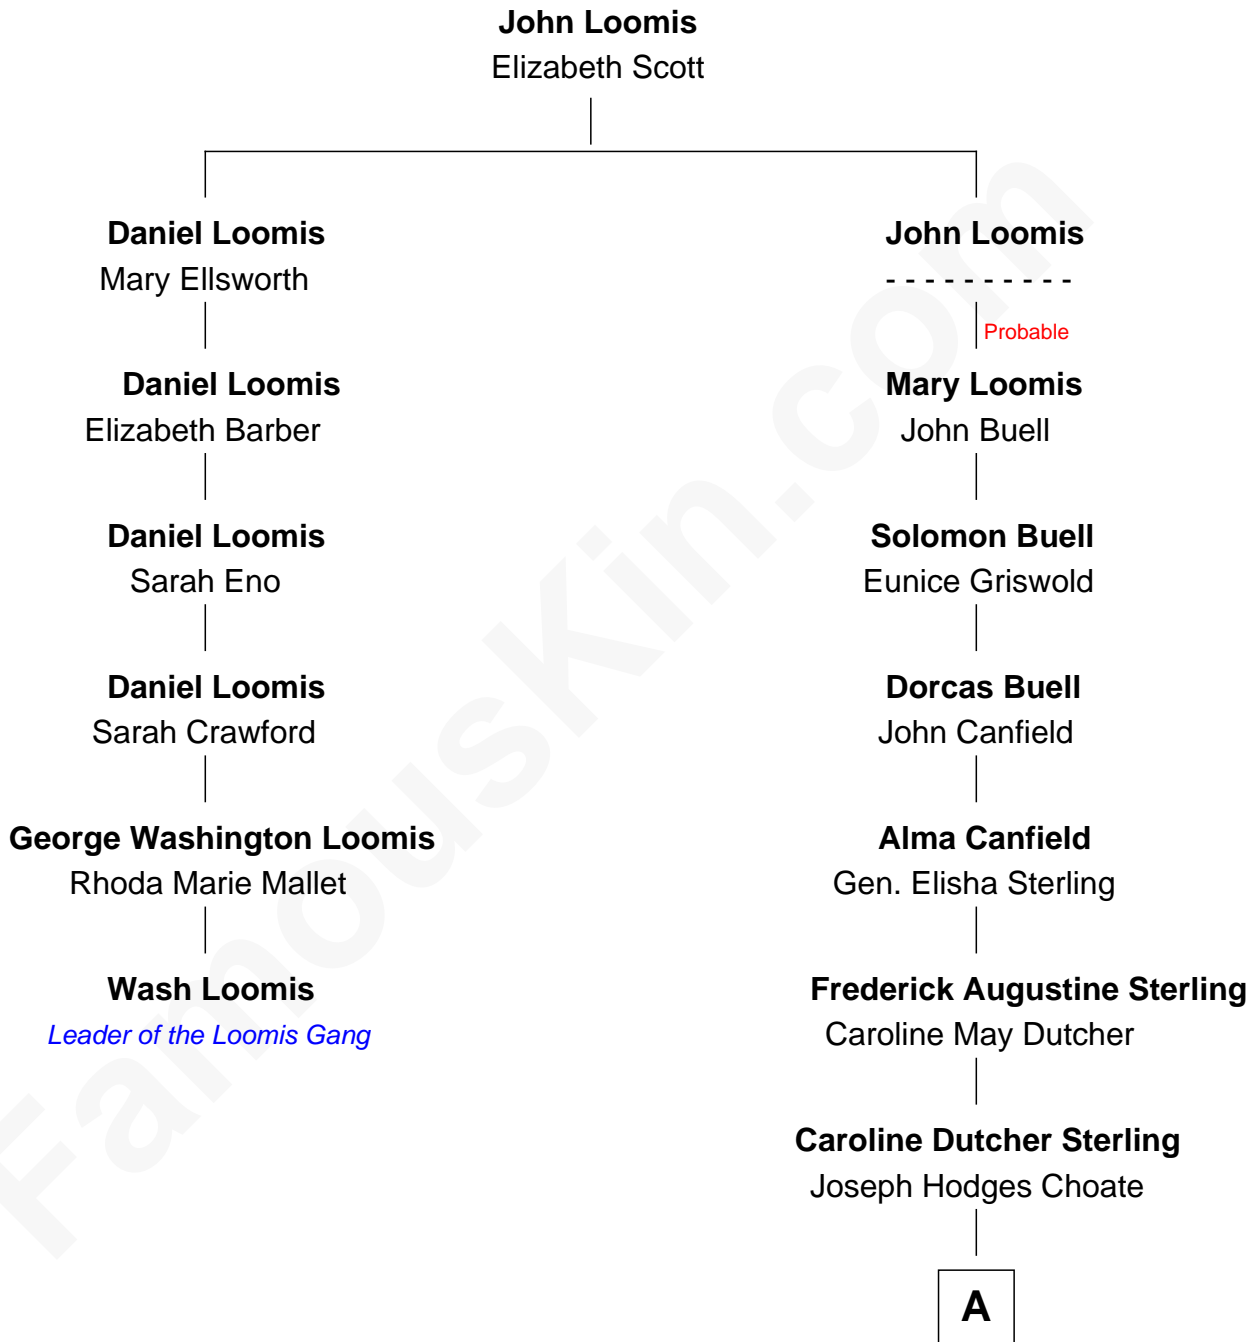 John Loomis
Elizabeth Scott
Daniel Loomis
Mary Ellsworth
John Loomis
- - - - - - - - - -
Probable
Daniel Loomis
Elizabeth Barber
Mary Loomis
John Buell
Daniel Loomis
Sarah Eno
Solomon Buell
Eunice Griswold
Daniel Loomis
Sarah Crawford
Dorcas Buell
John Canfield
George Washington Loomis
Rhoda Marie Mallet
Alma Canfield
Gen. Elisha Sterling
Wash Loomis
Leader of the Loomis Gang
Frederick Augustine Sterling
Caroline May Dutcher
Caroline Dutcher Sterling
Joseph Hodges Choate
A
FamousKin.com